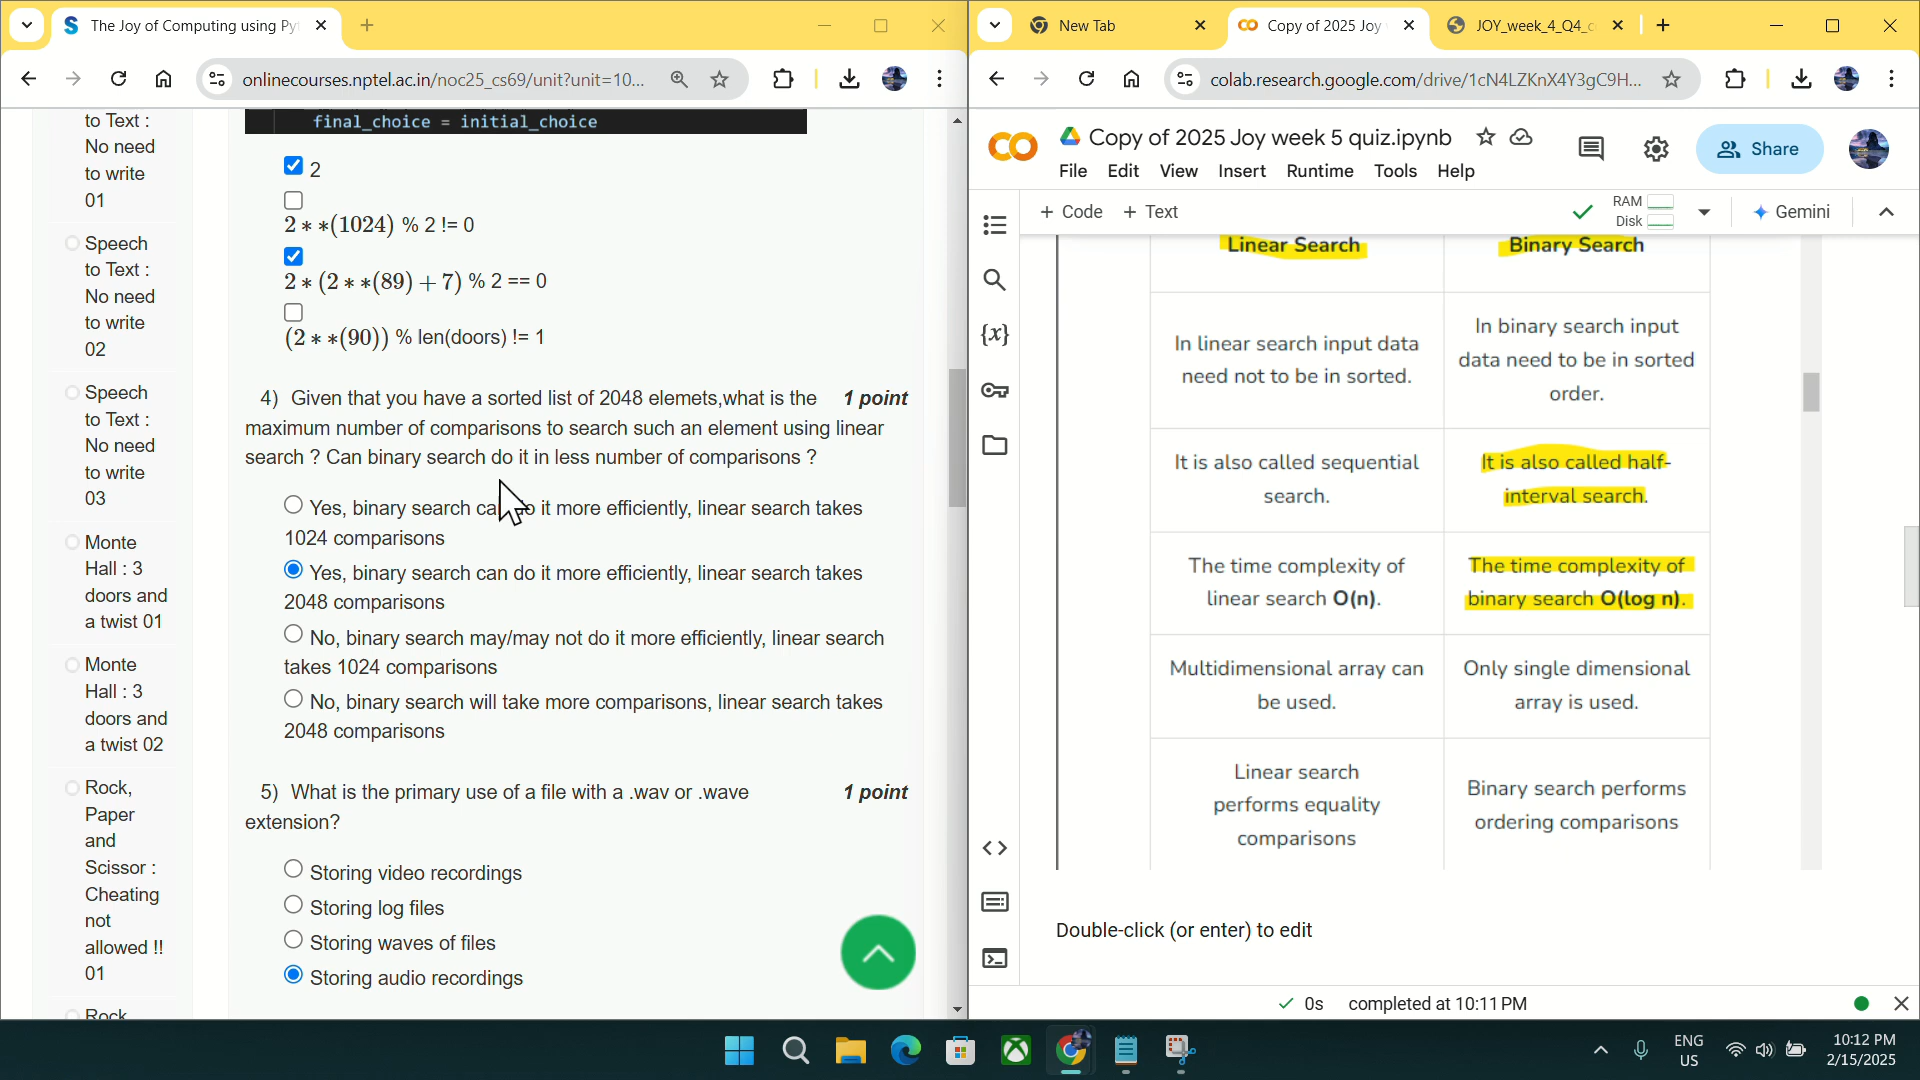 The Joy of Computing using Py
New Tab
Copy of 2025 Joy
JOY_week_4_Q4_c
onlinecourses.nptel.ac.in/noc25_cs69/unit?unit=10...
colab.research.google.com/drive/1cN4LZKnX4Y3gC9H...
to Text :
No need
to write
01
Speech
to Text :
No need
to write
02
Speech
to Text :
No need
to write
03
Monte
Hall : 3
doors and
a twist 01
Monte
Hall : 3
doors and
a twist 02
Rock,
Paper
and
Scissor :
Cheating
not
allowed !!
01
Rock
final_choice = initial_choice
2
2 ∗ ∗(1024) % 2 != 0
2 ∗ (2 ∗ ∗(89) + 7) % 2 == 0
(2 ∗ ∗(90)) % len(doors) != 1
4) Given that you have a sorted list of 2048 elemets,what is the 1 point
maximum number of comparisons to search such an element using linear
search ? Can binary search do it in less number of comparisons ?
Yes, binary search can do it more efficiently, linear search takes
1024 comparisons
Yes, binary search can do it more efficiently, linear search takes
2048 comparisons
No, binary search may/may not do it more efficiently, linear search
takes 1024 comparisons
No, binary search will take more comparisons, linear search takes
2048 comparisons
5) What is the primary use of a file with a .wav or .wave 1 point
extension?
Storing video recordings
Storing log files
Storing waves of files
Storing audio recordings
CO Copy of 2025 Joy week 5 quiz.ipynb
Share
File Edit View Insert Runtime Tools Help
+ Code + Text
RAM
Disk
Gemini
{x}
Linear Search
Binary Search
In linear search input data
need not to be in sorted.
In binary search input
data need to be in sorted
order.
It is also called sequential
search.
It is also called half-
interval search.
The time complexity of
linear search O(n).
The time complexity of
binary search O(log n).
Multidimensional array can
be used.
Only single dimensional
array is used.
Linear search
performs equality
comparisons
Binary search performs
ordering comparisons
Double-click (or enter) to edit
0s completed at 10:11 PM
ENG
US
10:12 PM
2/15/2025